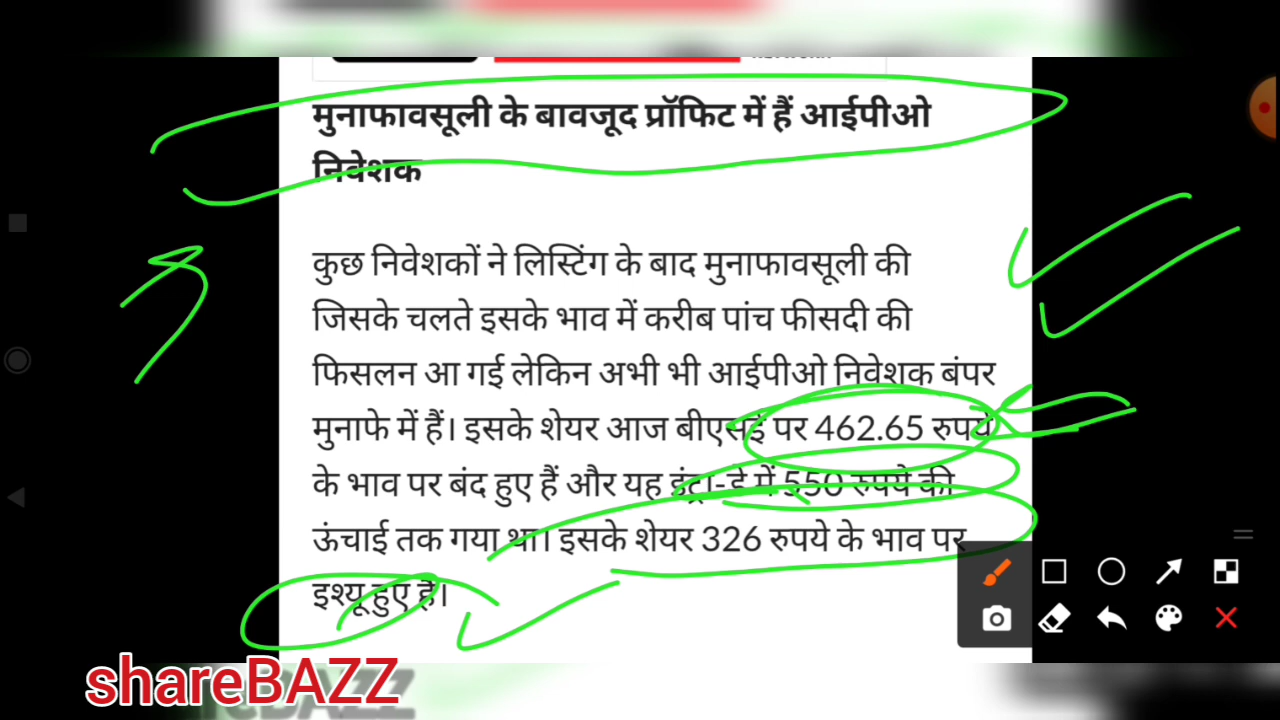 मुनाफावसूली के बावजूद प्रॉफिट में हैं आईपीओ
निवेशक
कुछ निवेशकों ने लिस्टिंग के बाद मुनाफावसूली की
जिसके चलते इसके भाव में करीब पांच फीसदी की
फिसलन आ गई लेकिन अभी भी आईपीओ निवेशक बंपर
मुनाफे में हैं। इसके शेयर आज बीएसई पर 462.65 रुपये
के भाव पर बंद हुए हैं और यह इंट्रा-डे में 550 रुपये की
ऊंचाई तक गया था। इसके शेयर 326 रुपये के भाव पर
इश्यू हुए हैं।
shareBAZZ